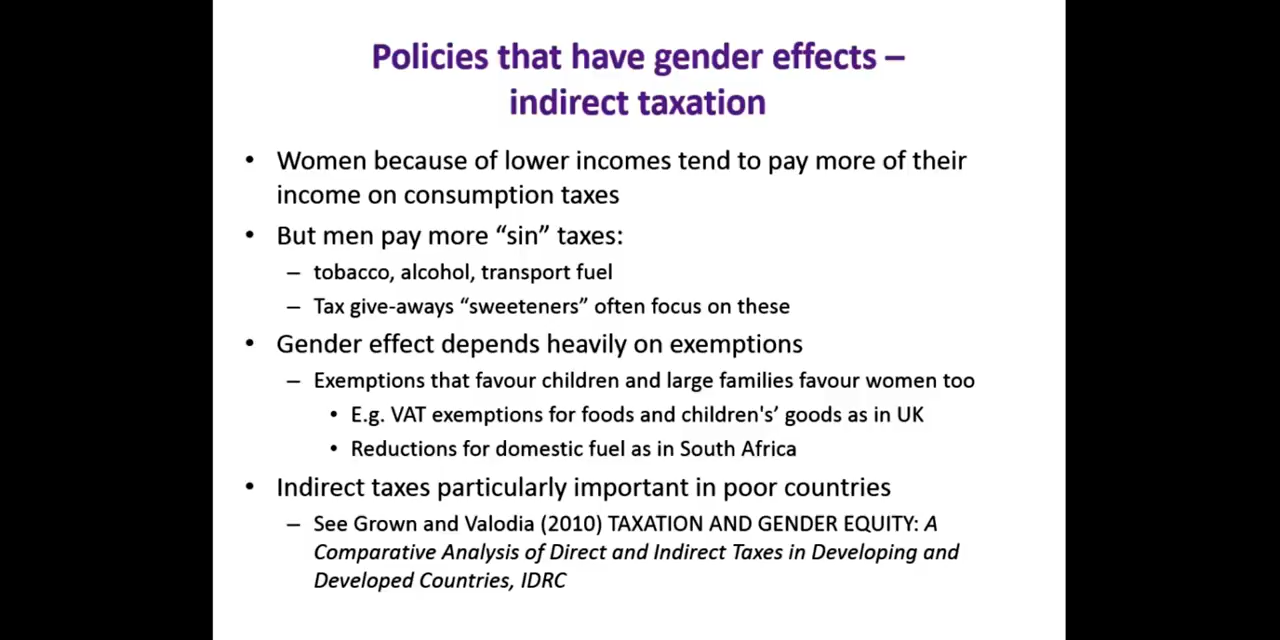 Policies that have gender effects –
indirect taxation
• Women because of lower incomes tend to pay more of their
income on consumption taxes
• But men pay more “sin” taxes:
– tobacco, alcohol, transport fuel
– Tax give-aways “sweeteners” often focus on these
• Gender effect depends heavily on exemptions
– Exemptions that favour children and large families favour women too
• E.g. VAT exemptions for foods and children's’ goods as in UK
• Reductions for domestic fuel as in South Africa
• Indirect taxes particularly important in poor countries
– See Grown and Valodia (2010) TAXATION AND GENDER EQUITY: A
Comparative Analysis of Direct and Indirect Taxes in Developing and
Developed Countries, IDRC